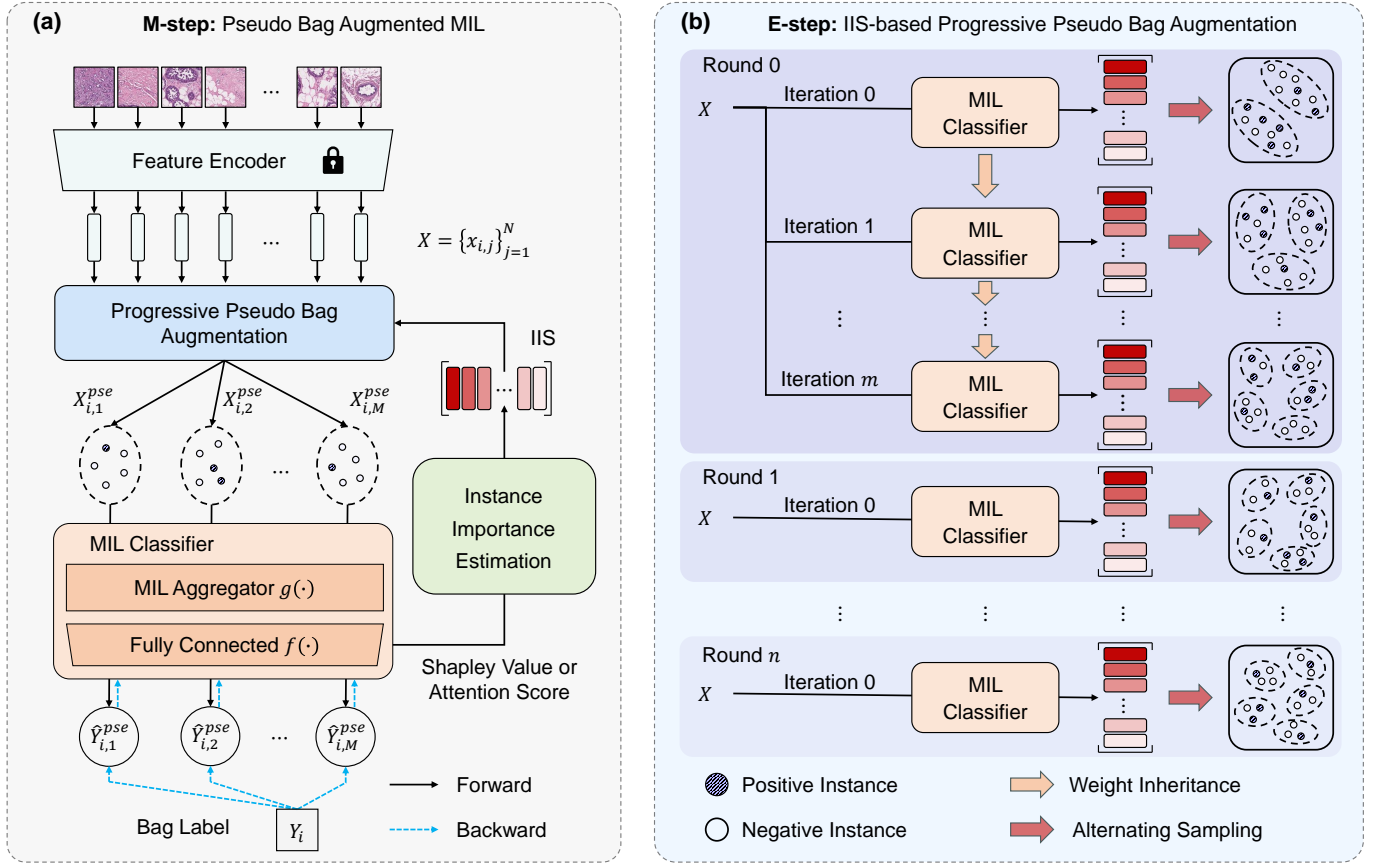 (a) M-step: Pseudo Bag Augmented MIL
...
Feature Encoder
...
X = {x_{i,j}}_{j=1}^{N}
Progressive Pseudo Bag
Augmentation
IIS
...
X_{i,1}^{pse} X_{i,2}^{pse} X_{i,M}^{pse}
...
Instance
Importance
Estimation
MIL Classifier
MIL Aggregator g(·)
Fully Connected f(·)
Shapley Value or
Attention Score
Ŷ_{i,1}^{pse} Ŷ_{i,2}^{pse} ... Ŷ_{i,M}^{pse}
Forward
Bag Label Y_i
Backward
(b) E-step: IIS-based Progressive Pseudo Bag Augmentation
Round 0
X
Iteration 0
MIL
Classifier
⋮
Iteration 1
MIL
Classifier
⋮
⋮ ⋮ ⋮ ⋮
Iteration m
MIL
Classifier
⋮
Round 1
X
Iteration 0
MIL
Classifier
⋮
⋮ ⋮ ⋮ ⋮
Round n
X
Iteration 0
MIL
Classifier
⋮
Positive Instance
Weight Inheritance
Negative Instance
Alternating Sampling